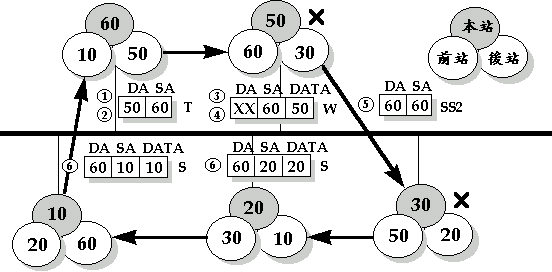 60
10 50
50
60 30
本站
前站 後站
DA SA
① 50 60 T
②
DA SA DATA
③ XX 60 50 W
④
DA SA
⑤ 60 60 SS2
DA SA DATA
⑥ 60 10 10 S
DA SA DATA
⑥ 60 20 20 S
10
20 60
20
30 10
30
50 20